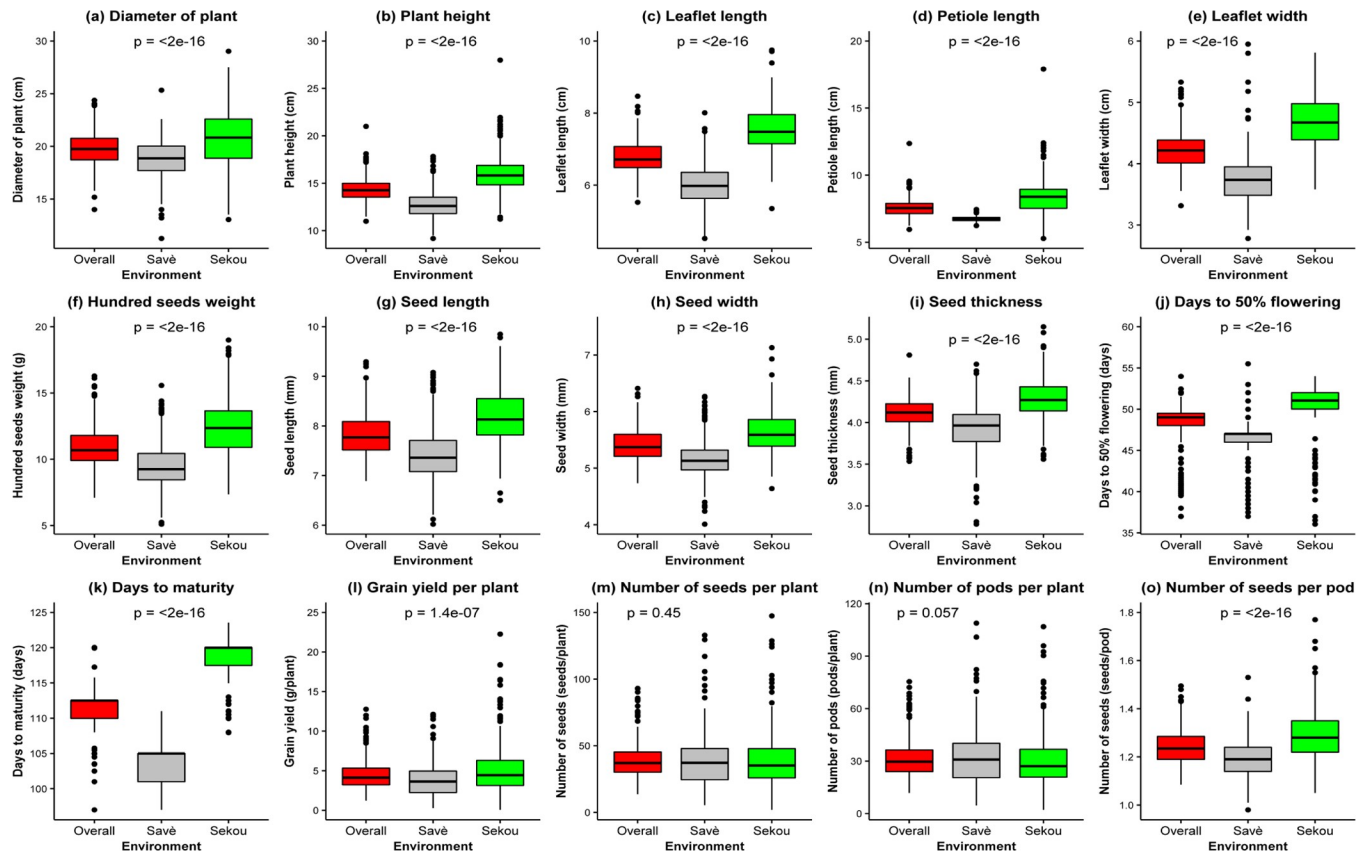 (a) Diameter of plant
p = <2e-16
Diameter of plant (cm)
30
25
20
15
Overall Savè Sekou
Environment
(b) Plant height
p = <2e-16
Plant height (cm)
30
25
20
15
10
Overall Savè Sekou
Environment
(c) Leaflet length
p = <2e-16
Leaflet length (cm)
10
8
6
Overall Savè Sekou
Environment
(d) Petiole length
p = <2e-16
Petiole length (cm)
20
15
10
5
Overall Savè Sekou
Environment
(e) Leaflet width
p = <2e-16
Leaflet width (cm)
6
5
4
3
Overall Savè Sekou
Environment
(f) Hundred seeds weight
p = <2e-16
Hundred seeds weight (g)
20
15
10
5
Overall Savè Sekou
Environment
(g) Seed length
p = <2e-16
Seed length (mm)
10
9
8
7
6
Overall Savè Sekou
Environment
(h) Seed width
p = <2e-16
Seed width (mm)
7
6
5
4
Overall Savè Sekou
Environment
(i) Seed thickness
p = <2e-16
Seed thickness (mm)
5.0
4.5
4.0
3.5
3.0
Overall Savè Sekou
Environment
(j) Days to 50% flowering
p = <2e-16
Days to 50% flowering (days)
60
55
50
45
40
35
Overall Savè Sekou
Environment
(k) Days to maturity
p = <2e-16
Days to maturity (days)
125
120
115
110
105
100
Overall Savè Sekou
Environment
(l) Grain yield per plant
p = 1.4e-07
Grain yield (g/plant)
25
20
15
10
5
0
Overall Savè Sekou
Environment
(m) Number of seeds per plant
p = 0.45
Number of seeds (seeds/plant)
150
100
50
0
Overall Savè Sekou
Environment
(n) Number of pods per plant
p = 0.057
Number of pods (pods/plant)
120
90
60
30
0
Overall Savè Sekou
Environment
(o) Number of seeds per pod
p = <2e-16
Number of seeds (seeds/pod)
1.8
1.6
1.4
1.2
1.0
Overall Savè Sekou
Environment